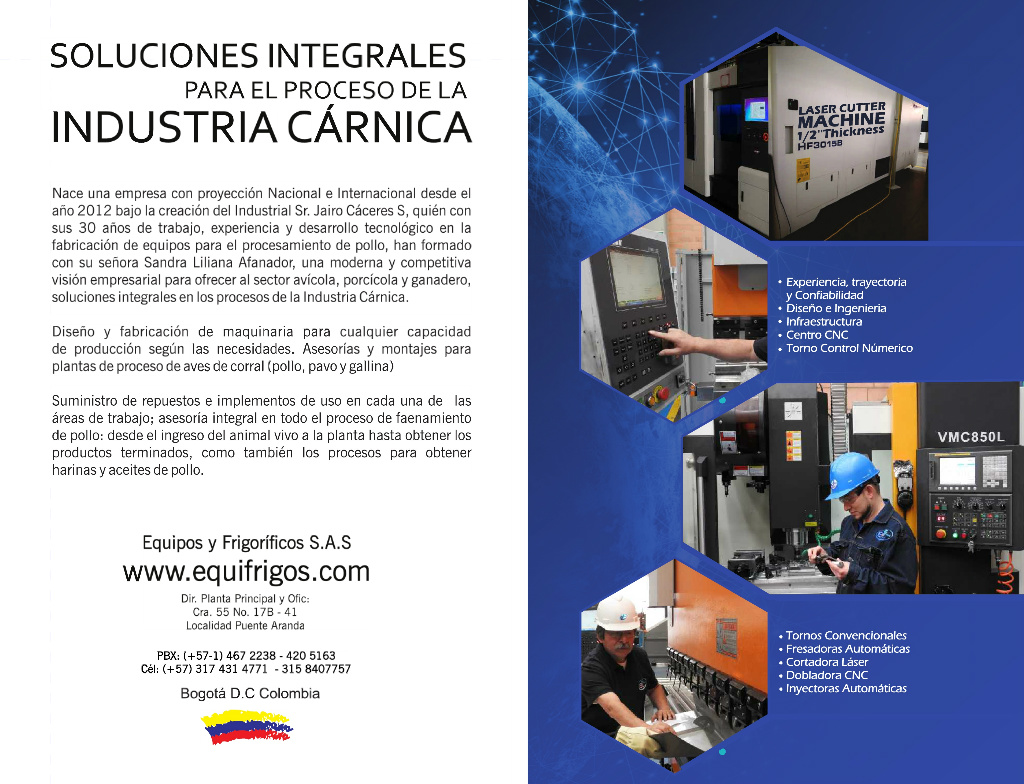 SOLUCIONES INTEGRALES
PARA EL PROCESO DE LA
INDUSTRIA CÁRNICA
Nace una empresa con proyección Nacional e Internacional desde el
año 2012 bajo la creación del Industrial Sr. Jairo Cáceres S, quién con
sus 30 años de trabajo, experiencia y desarrollo tecnológico en la
fabricación de equipos para el procesamiento de pollo, han formado
con su señora Sandra Liliana Afanador, una moderna y competitiva
visión empresarial para ofrecer al sector avícola, porcícola y ganadero,
soluciones integrales en los procesos de la Industria Cárnica.
Diseño y fabricación de maquinaria para cualquier capacidad
de producción según las necesidades. Asesorías y montajes para
plantas de proceso de aves de corral (pollo, pavo y gallina)
Suministro de repuestos e implementos de uso en cada una de las
áreas de trabajo; asesoría integral en todo el proceso de faenamiento
de pollo: desde el ingreso del animal vivo a la planta hasta obtener los
productos terminados, como también los procesos para obtener
harinas y aceites de pollo.
Equipos y Frigoríficos S.A.S
www.equifrigos.com
Dir. Planta Principal y Ofic:
Cra. 55 No. 17B - 41
Localidad Puente Aranda
PBX: (+57-1) 467 2238 - 420 5163
Cél: (+57) 317 431 4771 - 315 8407757
Bogotá D.C Colombia
LASER CUTTER
MACHINE
1/2"Thickness
HF3015B
• Experiencia, trayectoria
y Confiabilidad
• Diseño e Ingenieria
• Infraestructura
• Centro CNC
• Torno Control Númerico
VMC850L
• Tornos Convencionales
• Fresadoras Automáticas
• Cortadora Láser
• Dobladora CNC
• Inyectoras Automáticas